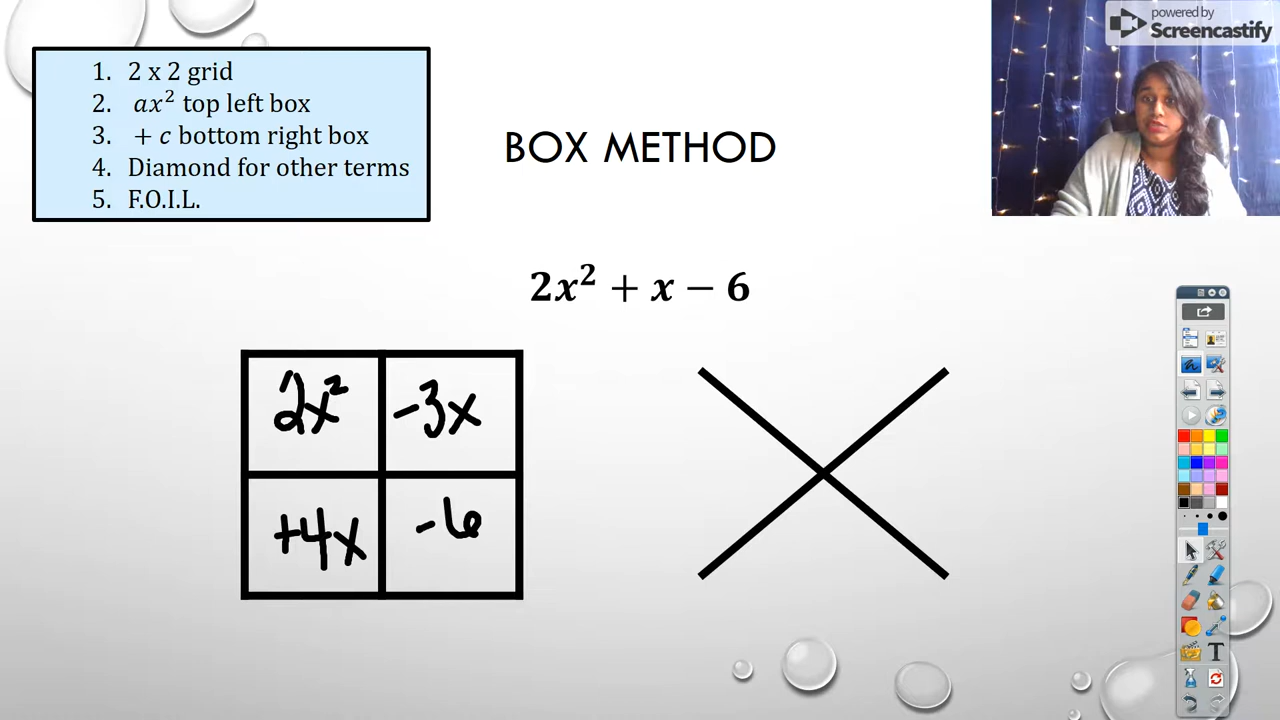 powered by
Screencastify
1. 2 x 2 grid
2. ax² top left box
3. + c bottom right box
4. Diamond for other terms
5. F.O.I.L.
BOX METHOD
2x² + x − 6
2x² -3x
+4x -6
T